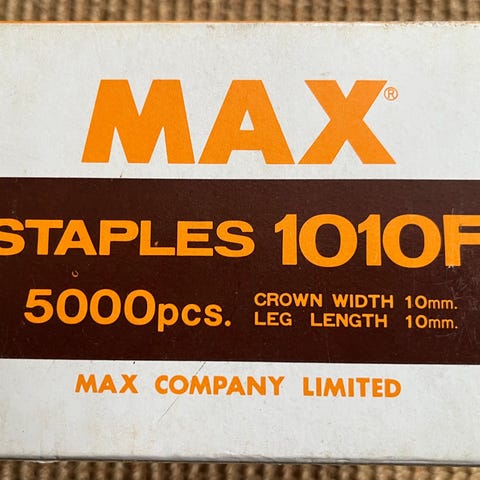 MAX®
STAPLES 1010F
5000pcs.
CROWN WIDTH 10mm.
LEG LENGTH 10mm.
MAX COMPANY LIMITED